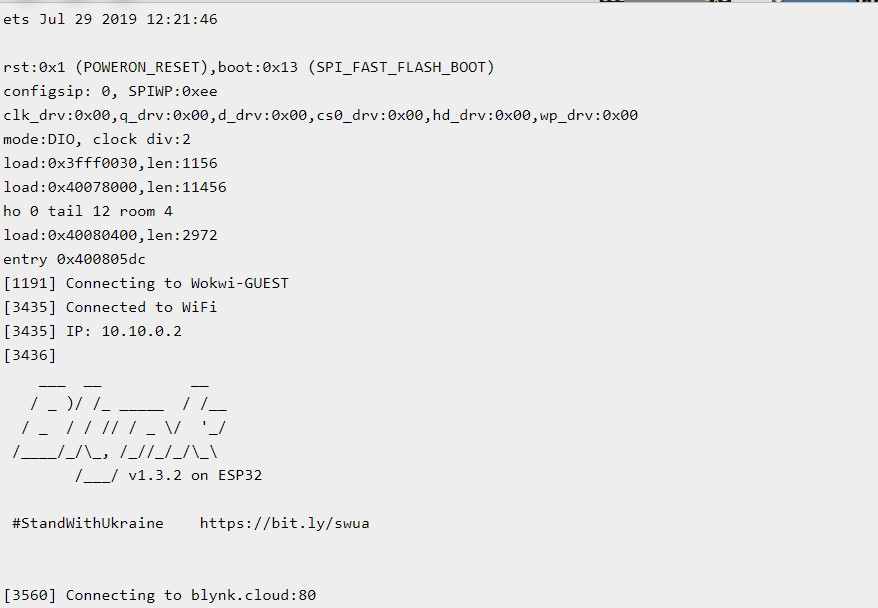 ets Jul 29 2019 12:21:46
rst:0x1 (POWERON_RESET),boot:0x13 (SPI_FAST_FLASH_BOOT)
configsip: 0, SPIWP:0xee
clk_drv:0x00,q_drv:0x00,d_drv:0x00,cs0_drv:0x00,hd_drv:0x00,wp_drv:0x00
mode:DIO, clock div:2
load:0x3fff0030,len:1156
load:0x40078000,len:11456
ho 0 tail 12 room 4
load:0x40080400,len:2972
entry 0x400805dc
[1191] Connecting to Wokwi-GUEST
[3435] Connected to WiFi
[3435] IP: 10.10.0.2
[3436]
    ___  __          __
   / _ )/ /_ _____  / /__
  / _  / / // / _ \/  '_/
 /____/_/\_, /_//_/_/\_\
        /___/ v1.3.2 on ESP32
 #StandWithUkraine    https://bit.ly/swua
[3560] Connecting to blynk.cloud:80